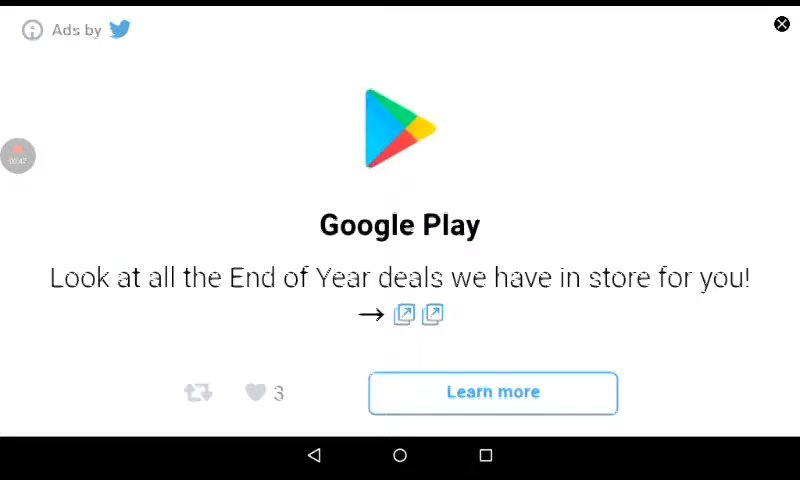 Ads by
Google Play
Look at all the End of Year deals we have in store for you!
→
3
Learn more